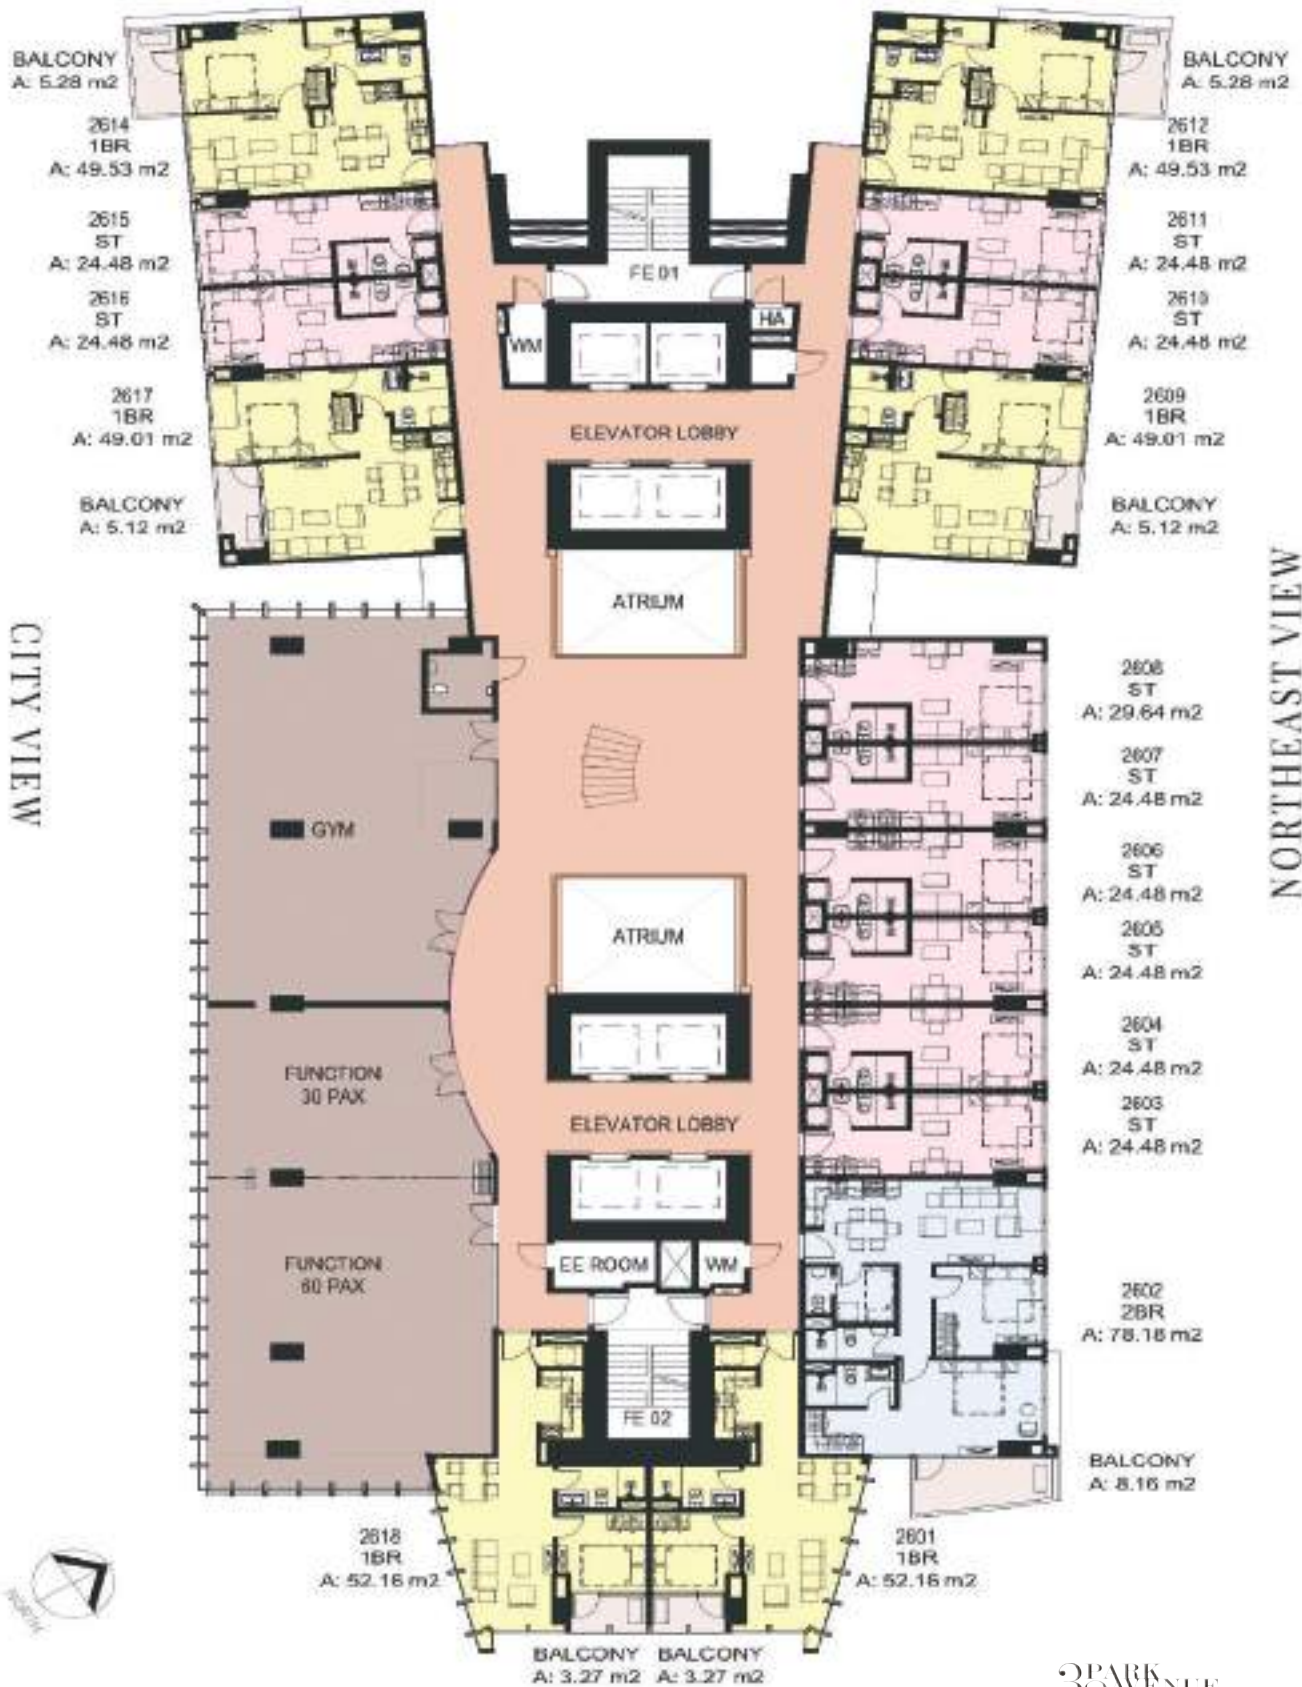 BALCONY
A: 5.28 m2
2614
1BR
A: 49.53 m2
2615
ST
A: 24.48 m2
2616
ST
A: 24.48 m2
2617
1BR
A: 49.01 m2
BALCONY
A: 5.12 m2
CITY VIEW
BALCONY
A: 5.28 m2
2612
1BR
A: 49.53 m2
2611
ST
A: 24.48 m2
2610
ST
A: 24.48 m2
2609
1BR
A: 49.01 m2
BALCONY
A: 5.12 m2
NORTHEAST VIEW
FE 01
WM
HA
ELEVATOR LOBBY
ATRIUM
GYM
ATRIUM
FUNCTION
30 PAX
ELEVATOR LOBBY
FUNCTION
60 PAX
EE ROOM
WM
FE 02
2608
ST
A: 29.64 m2
2607
ST
A: 24.48 m2
2606
ST
A: 24.48 m2
2605
ST
A: 24.48 m2
2604
ST
A: 24.48 m2
2603
ST
A: 24.48 m2
2602
2BR
A: 78.18 m2
BALCONY
A: 8.16 m2
2618
1BR
A: 52.16 m2
2601
1BR
A: 52.16 m2
BALCONY
A: 3.27 m2
BALCONY
A: 3.27 m2
NORTH
PARK